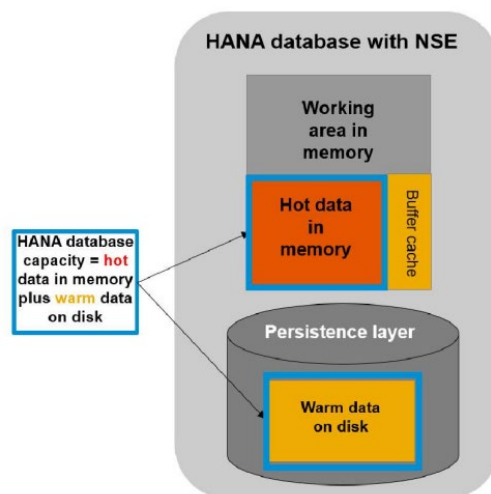 HANA database with NSE
Working
area in
memory
Hot data
in
memory
Buffer cache
HANA database
capacity = hot
data in memory
plus warm data
on disk
Persistence layer
Warm data
on disk